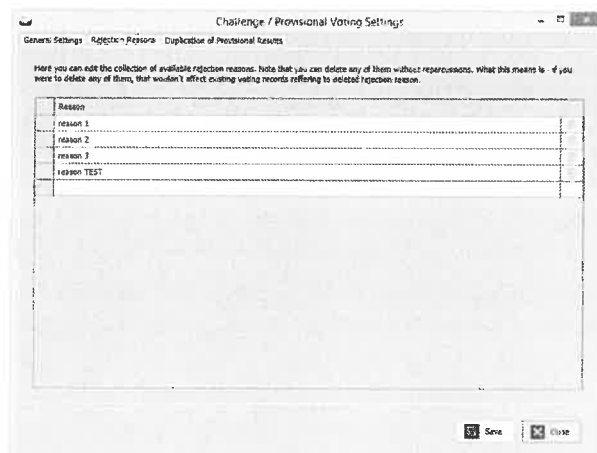 Challenge / Provisional Voting Settings
General Settings Rejection Reasons Duplication of Provisional Results
Here you can edit the collection of available rejection reasons. Note that you can delete any of them without repercussions. What this means is - if you
were to delete any of them, that wouldn't affect existing voting records reffering to deleted rejection reason.
Reason
reason 1
reason 2
reason 3
reason TEST
Save Close